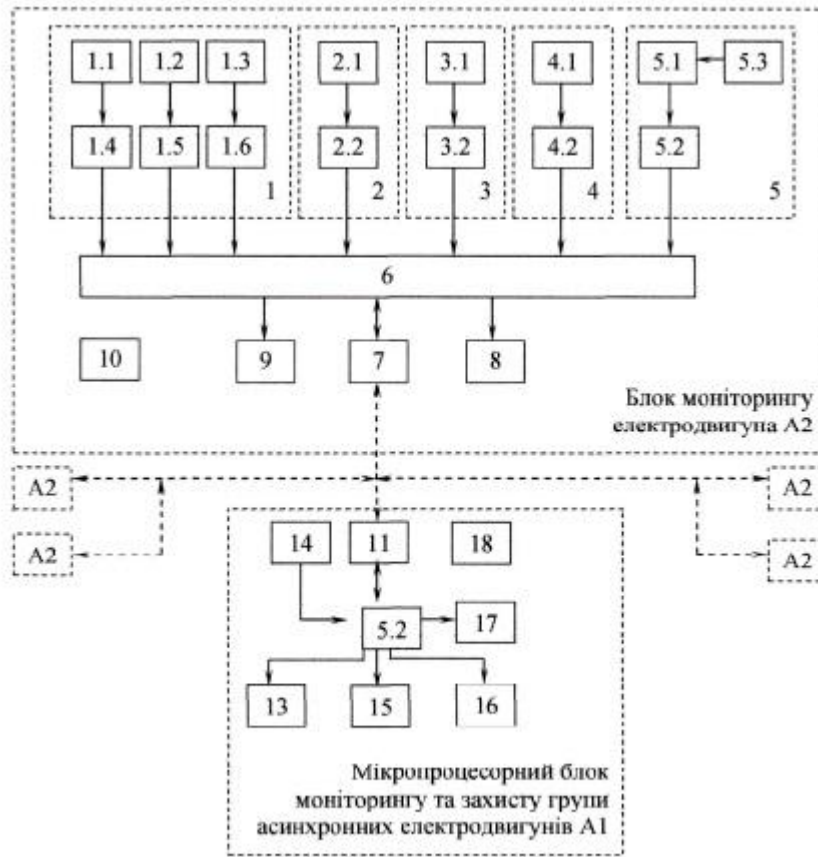 1.1 1.2 1.3 2.1 3.1 4.1 5.1 5.3
1.4 1.5 1.6 2.2 3.2 4.2 5.2
1 2 3 4 5
6
10 9 7 8
Блок моніторингу
електродвигуна А2
А2 А2
А2 А2
14 11 18
5.2 17
13 15 16
Мікропроцесорний блок
моніторингу та захисту групи
асинхронних електродвигунів А1